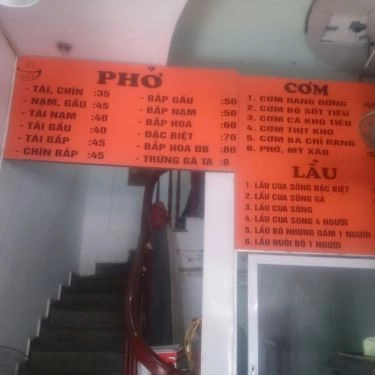 PHỞ
- TÁI, CHÍN :35
- NẠM, GẦU :45
- TÁI NẠM :40
- TÁI GẦU :40
- TÁI BẮP :45
- CHÍN BẮP :45
- BẮP GẦU :50
- BẮP NẠM :50
- BẮP HOA :60
- ĐẶC BIỆT :70
- BẮP HOA ĐB :80
- TRỨNG GÀ TA :8
CƠM
1. CƠM RANG DƯNG :45
2. CƠM BÒ SỐT TIÊU
3. CƠM CÁ KHO TIÊU
4. CƠM THỊT KHO
5. CƠM BA CHỈ RANG
6. PHỞ, MỲ XÀO
LẨU
1. LẨU CUA SÔNG ĐẶC BIỆT
2. LẨU CUA SÔNG GÀ
3. LẨU CUA SÔNG
4. LẨU CUA SONG 4 NGƯỜI
5. LẨU BÒ NHÚNG DẤM 1 NGƯỜI
6. LẨU ĐUÔI BÒ 1 NGƯỜI